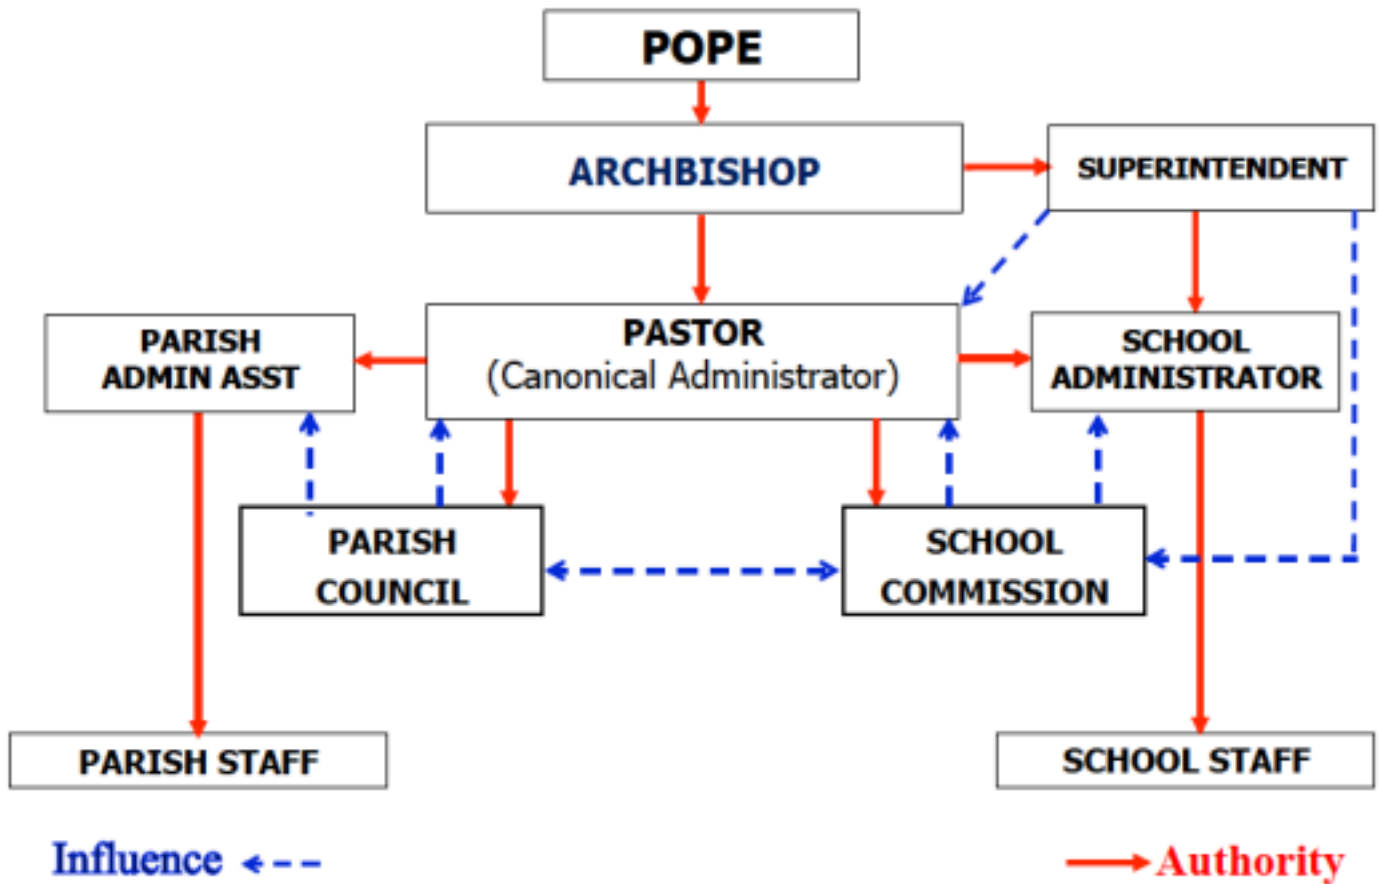 POPE
ARCHBISHOP
SUPERINTENDENT
PARISH
ADMIN ASST
PASTOR
(Canonical Administrator)
SCHOOL
ADMINISTRATOR
PARISH
COUNCIL
SCHOOL
COMMISSION
PARISH STAFF
SCHOOL STAFF
Influence
Authority